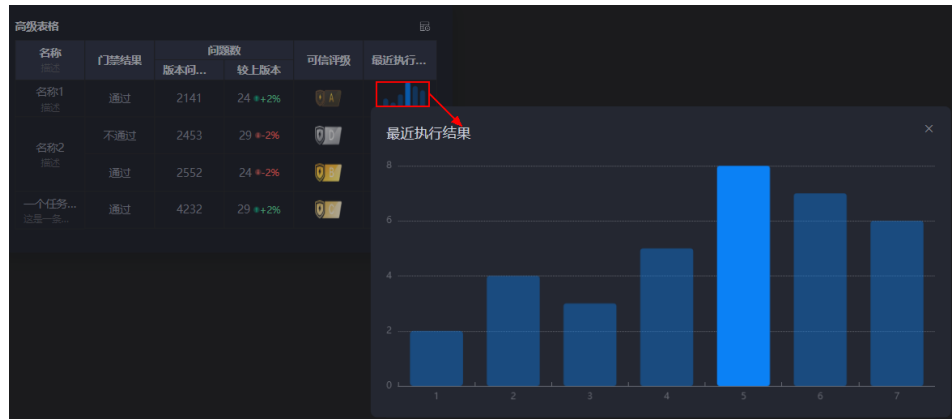 高级表格
名称 门禁结果 问题数 可信评级 最近执行...
描述 版本问... 较上版本
名称1 通过 2141 24 +2% A
描述
名称2 不通过 2453 29 -2% D
描述 通过 2552 24 -2%
一个任务... 通过 4232 29 +2%
这是一条...
最近执行结果 ×
8
6
4
2
0
1 2 3 4 5 6 7